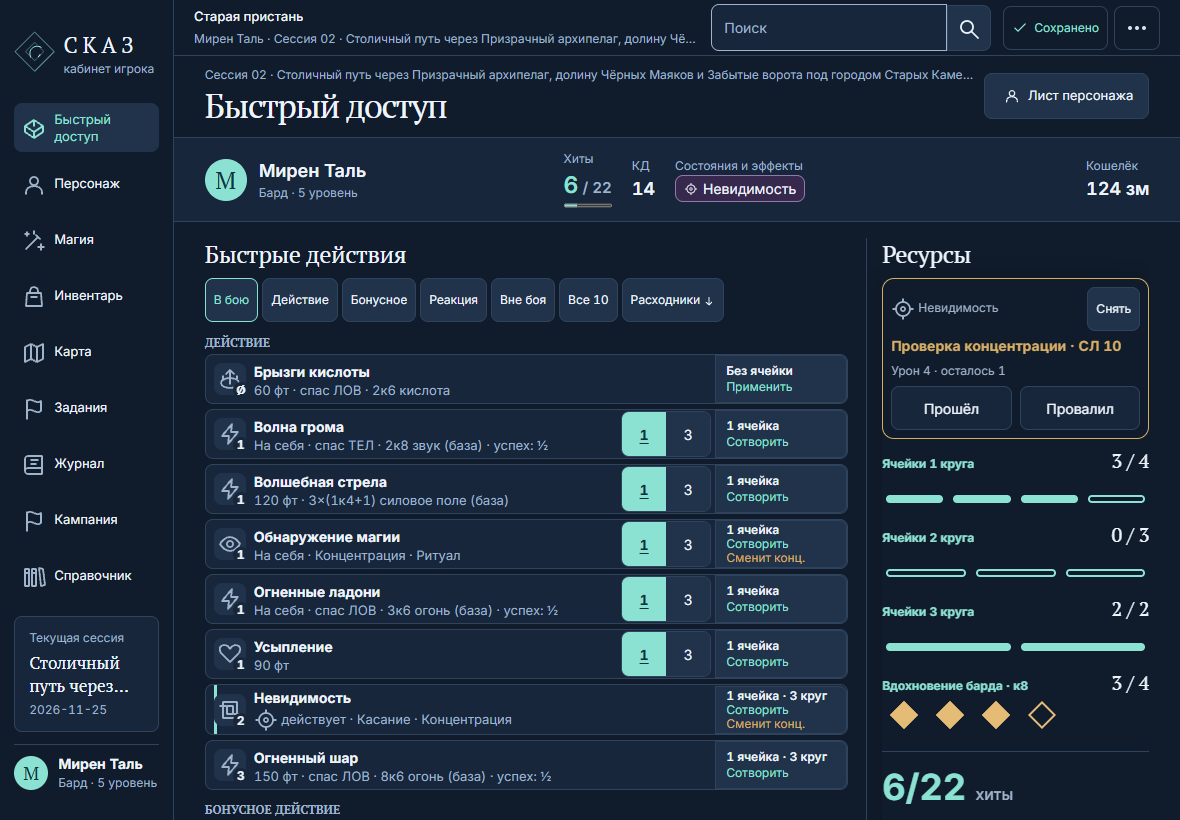 СКАЗ
кабинет игрока
Быстрый
доступ
Персонаж
Магия
Инвентарь
Карта
Задания
Журнал
Кампания
Справочник
Текущая сессия
Столичный
путь через...
2026-11-25
М
Мирен Таль
Бард · 5 уровень
Старая пристань
Мирен Таль · Сессия 02 · Столичный путь через Призрачный архипелаг, долину Чё...
Поиск
Сохранено
Сессия 02 · Столичный путь через Призрачный архипелаг, долину Чёрных Маяков и Забытые ворота под городом Старых Каме...
Быстрый доступ
Лист персонажа
М
Мирен Таль
Бард · 5 уровень
Хиты
6 / 22
КД
14
Состояния и эффекты
Невидимость
Кошелёк
124 зм
Быстрые действия
В бою
Действие
Бонусное
Реакция
Вне боя
Все 10
Расходники ↓
ДЕЙСТВИЕ
Ø
Брызги кислоты
60 фт · спас ЛОВ · 2к6 кислота
Без ячейки
Применить
1
Волна грома
На себя · спас ТЕЛ · 2к8 звук (база) · успех: ½
1
3
1 ячейка
Сотворить
1
Волшебная стрела
120 фт · 3×(1к4+1) силовое поле (база)
1
3
1 ячейка
Сотворить
1
Обнаружение магии
На себя · Концентрация · Ритуал
1
3
1 ячейка
Сотворить
Сменит конц.
1
Огненные ладони
На себя · спас ЛОВ · 3к6 огонь (база) · успех: ½
1
3
1 ячейка
Сотворить
1
Усыпление
90 фт
1
3
1 ячейка
Сотворить
2
Невидимость
действует · Касание · Концентрация
1 ячейка · 3 круг
Сотворить
Сменит конц.
3
Огненный шар
150 фт · спас ЛОВ · 8к6 огонь (база) · успех: ½
1 ячейка · 3 круг
Сотворить
БОНУСНОЕ ДЕЙСТВИЕ
Ресурсы
Невидимость
Снять
Проверка концентрации · СЛ 10
Урон 4 · осталось 1
Прошёл
Провалил
Ячейки 1 круга
3 / 4
Ячейки 2 круга
0 / 3
Ячейки 3 круга
2 / 2
Вдохновение барда · к8
3 / 4
6/22 хиты